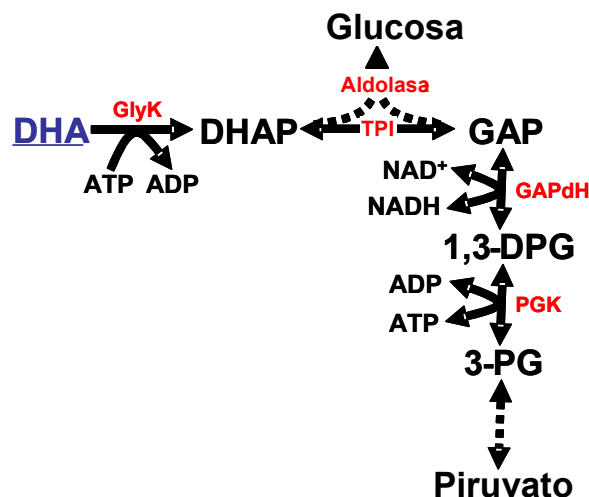 Glucosa
Aldolasa
GlyK
DHA DHAP TPI GAP
ATP ADP
NAD+
GAPdH
NADH
1,3-DPG
ADP
PGK
ATP
3-PG
Piruvato